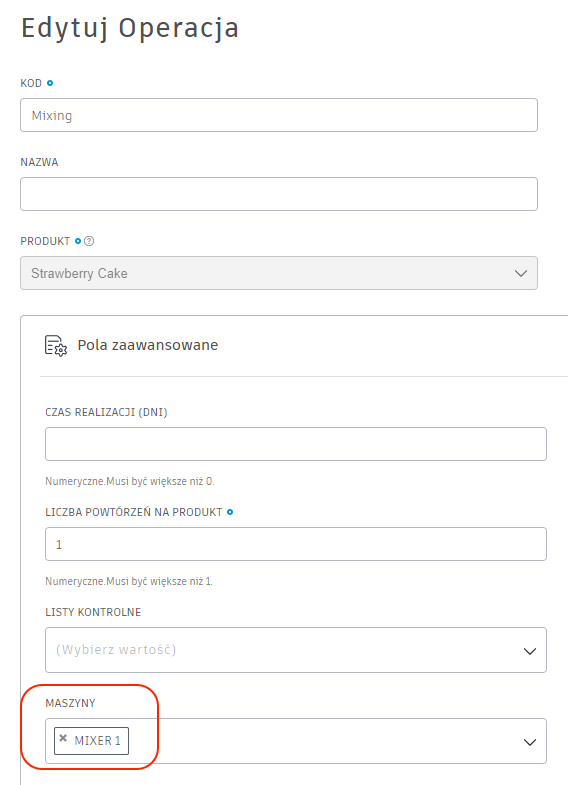 Edytuj Operacja
KOD
Mixing
NAZWA
PRODUKT
Strawberry Cake
Pola zaawansowane
CZAS REALIZACJI (DNI)
Numeryczne.Musi być większe niż 0.
LICZBA POWTÓRZEŃ NA PRODUKT
1
Numeryczne.Musi być większe niż 1.
LISTY KONTROLNE
(Wybierz wartość)
MASZYNY
MIXER 1